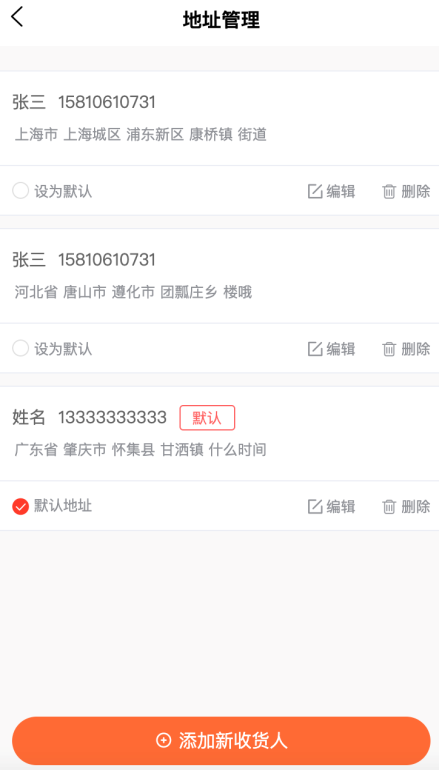 地址管理
张三 15810610731
上海市 上海城区 浦东新区 康桥镇 街道
设为默认 编辑 删除
张三 15810610731
河北省 唐山市 遵化市 团瓢庄乡 楼哦
设为默认 编辑 删除
姓名 13333333333 默认
广东省 肇庆市 怀集县 甘洒镇 什么时间
默认地址 编辑 删除
添加新收货人